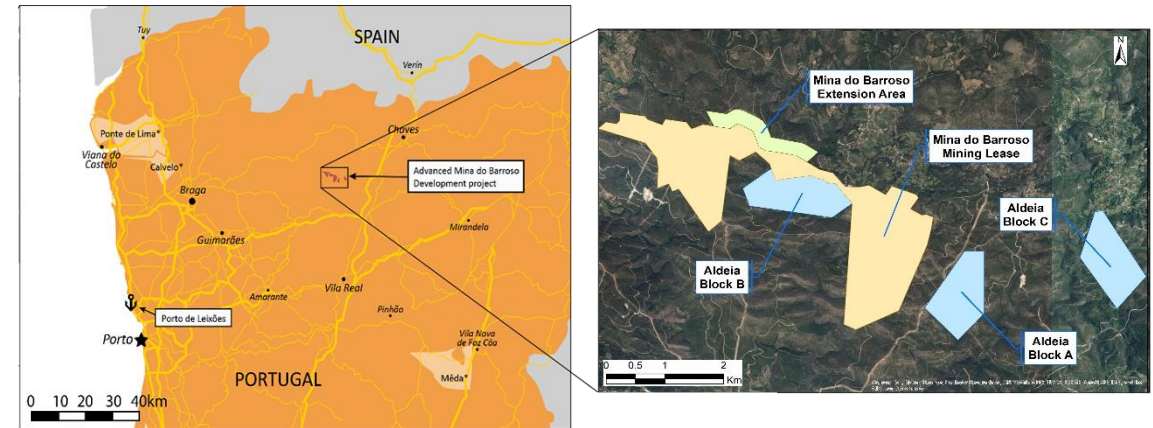 SPAIN
Tuy
Verín
Ponte de Lima*
Chaves
Viana do
Castelo
Calvelo*
Braga
Advanced Mina do Barroso
Development project
Guimarães
Mirandela
Amarante
Vila Real
Pinhão
Porto de Leixões
Porto
Vila Nova
de Foz Côa
Mêda*
PORTUGAL
0 10 20 30 40km
N
Mina do Barroso
Extension Area
Mina do Barroso
Mining Lease
Aldeia
Block C
Aldeia
Block B
Aldeia
Block A
0 0.5 1 2
Km